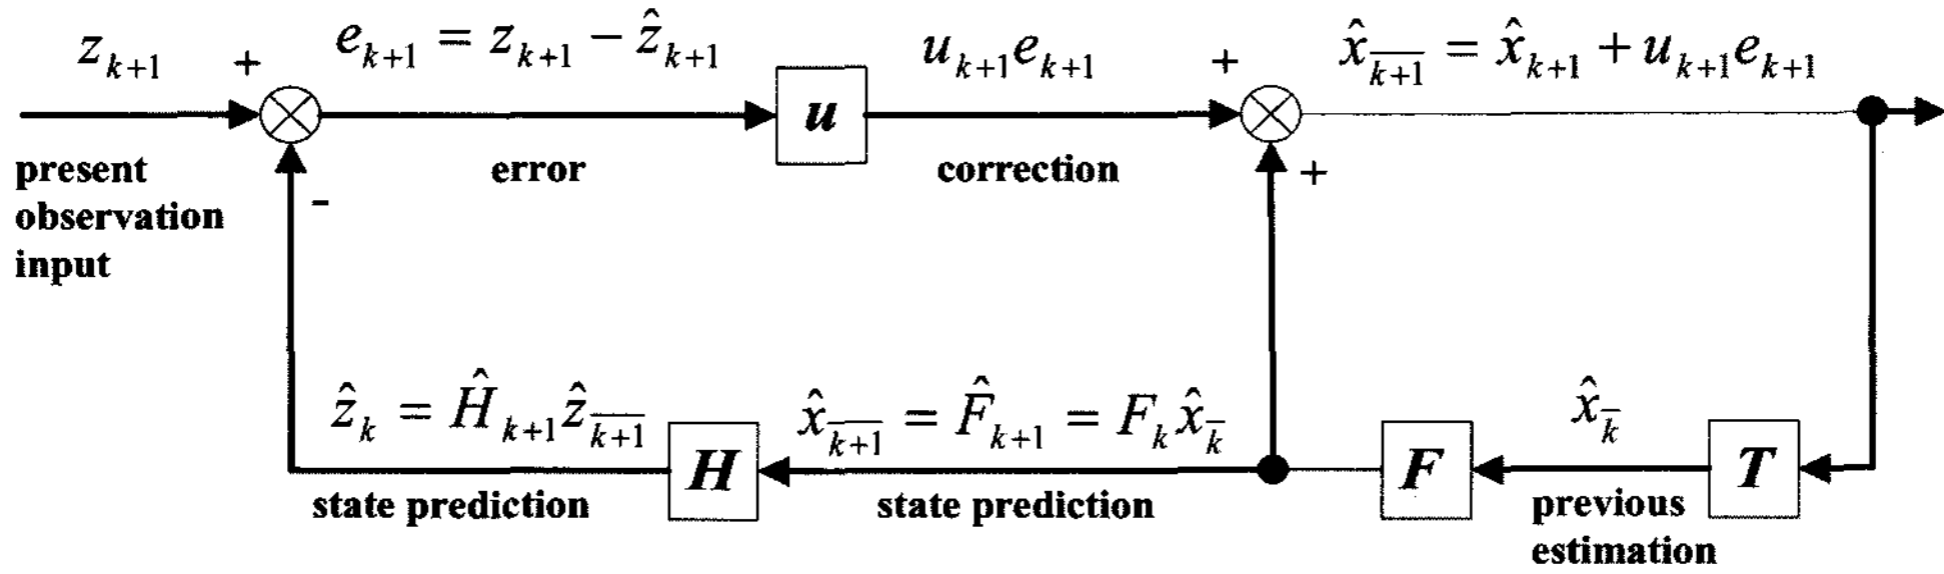 z_{k+1} + e_{k+1} = z_{k+1} − ẑ_{k+1} u_{k+1}e_{k+1} + x̂_{\overline{k+1}} = x̂_{k+1} + u_{k+1}e_{k+1}
u
present
observation
input
error
correction
-
+
ẑ_k = Ĥ_{k+1}ẑ_{\overline{k+1}} x̂_{\overline{k+1}} = F̂_{k+1} = F_k x̂_{\overline{k}} x̂_{\overline{k}}
H F T
state prediction state prediction previous
estimation